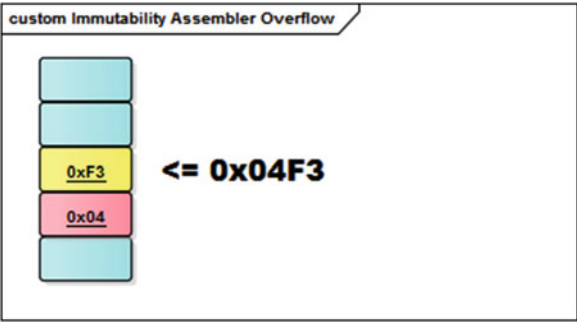 custom Immutability Assembler Overflow
0xF3
<= 0x04F3
0x04